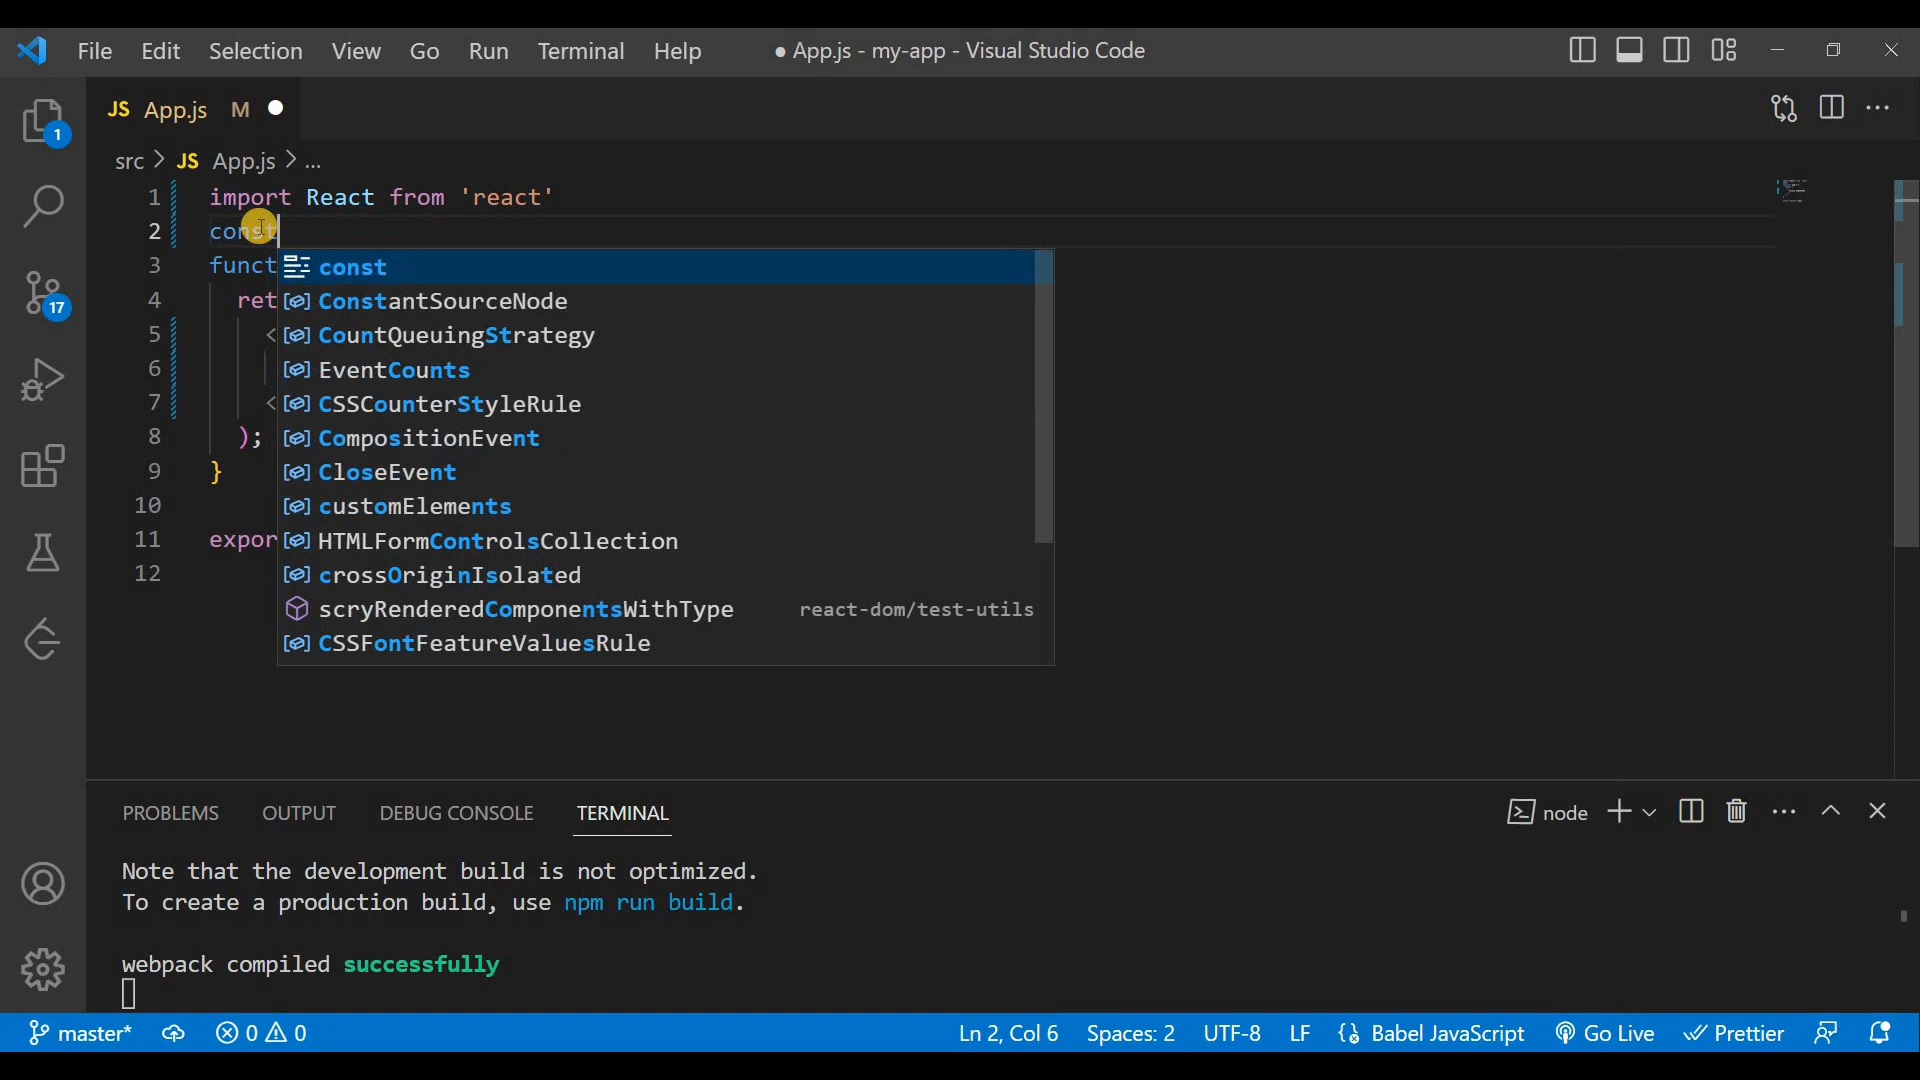 File Edit Selection View Go Run Terminal Help ● App.js - my-app - Visual Studio Code
JS App.js M
src > JS App.js > ...
1 import React from 'react'
2 const
3 funct
4 ret
5 <
6
7 <
8 );
9 }
10
11 expor
12
const
ConstantSourceNode
CountQueuingStrategy
EventCounts
CSSCounterStyleRule
CompositionEvent
CloseEvent
customElements
HTMLFormControlsCollection
crossOriginIsolated
scryRenderedComponentsWithType react-dom/test-utils
CSSFontFeatureValuesRule
1
17
PROBLEMS OUTPUT DEBUG CONSOLE TERMINAL node
Note that the development build is not optimized.
To create a production build, use npm run build.
webpack compiled successfully
master* 0 0 Ln 2, Col 6 Spaces: 2 UTF-8 LF Babel JavaScript Go Live Prettier